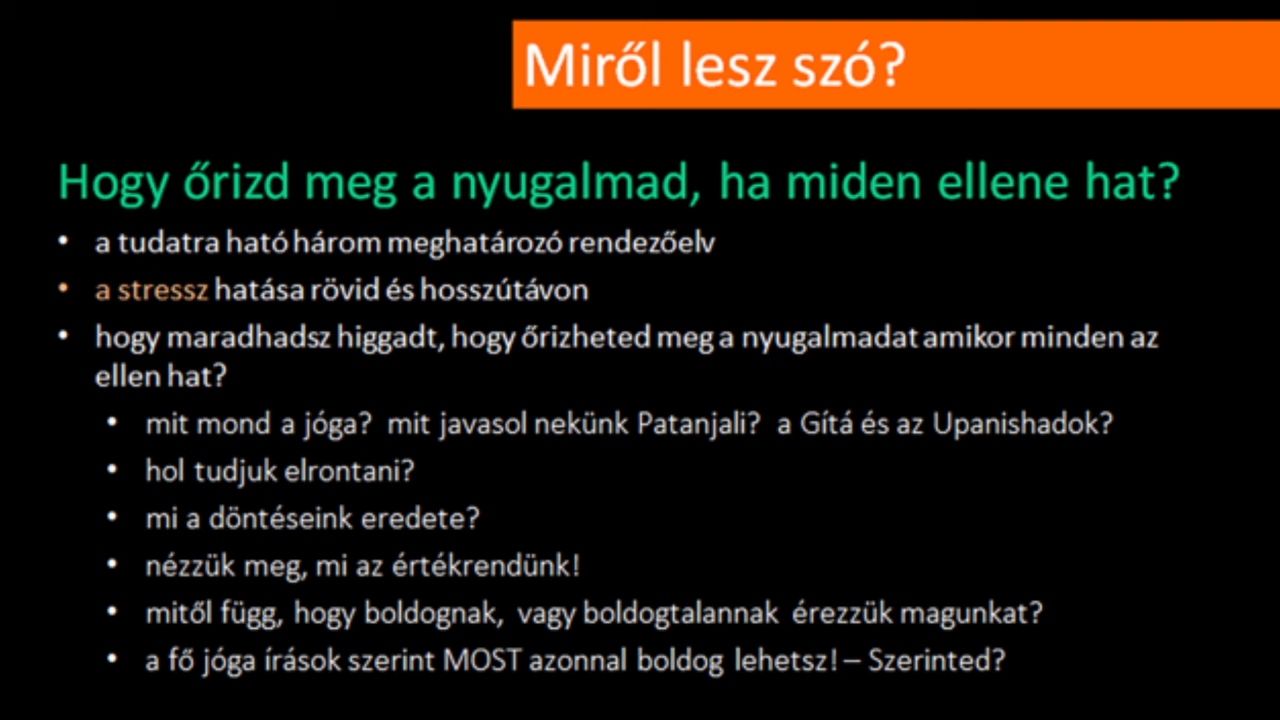 Miről lesz szó?
Hogy őrizd meg a nyugalmad, ha miden ellene hat?
• a tudatra ható három meghatározó rendezőelv
• a stressz hatása rövid és hosszútávon
• hogy maradhadsz higgadt, hogy őrizheted meg a nyugalmadat amikor minden az
ellen hat?
• mit mond a jóga? mit javasol nekünk Patanjali? a Gítá és az Upanishadok?
• hol tudjuk elrontani?
• mi a döntéseink eredete?
• nézzük meg, mi az értékrendünk!
• mitől függ, hogy boldognak, vagy boldogtalannak érezzük magunkat?
• a fő jóga írások szerint MOST azonnal boldog lehetsz! – Szerinted?